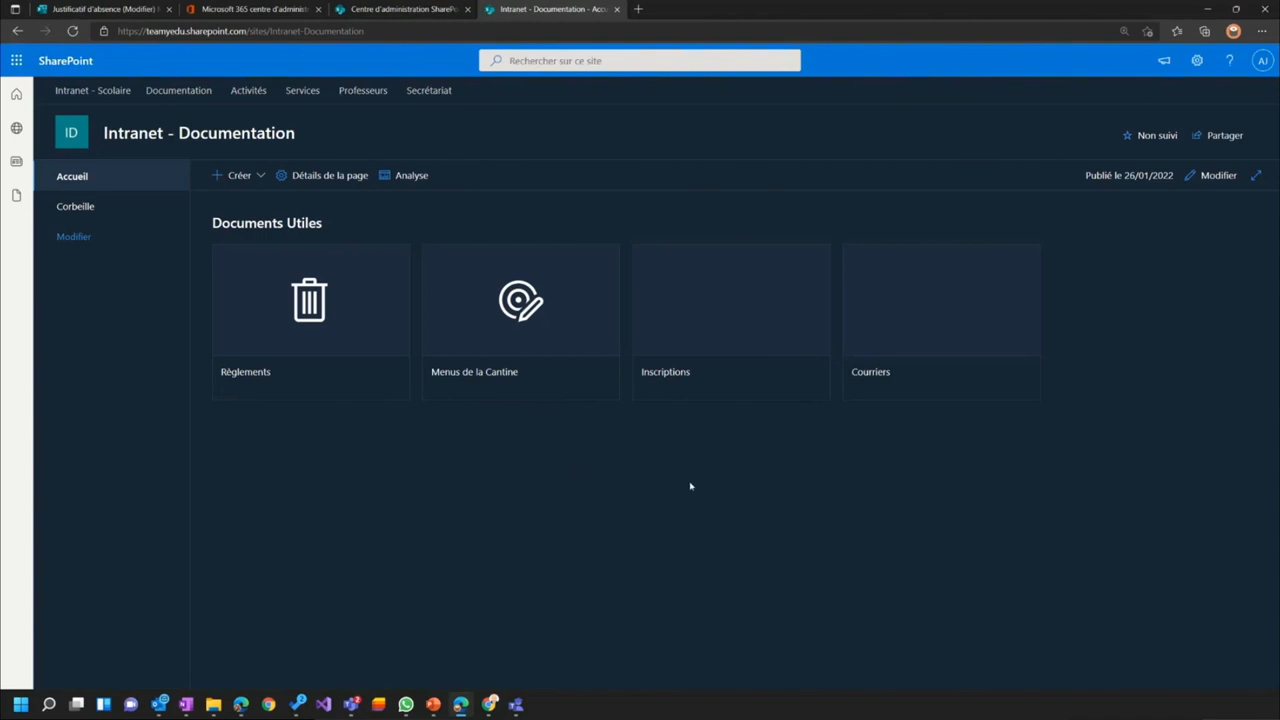 Justificatif d'absence (Modifier)
Microsoft 365 centre d'administ
Centre d'administration SharePo
Intranet - Documentation - Accu
https://teamyedu.sharepoint.com/sites/Intranet-Documentation
SharePoint
Rechercher sur ce site
AJ
Intranet - Scolaire
Documentation
Activités
Services
Professeurs
Secrétariat
ID
Intranet - Documentation
Non suivi
Partager
Accueil
Corbeille
Modifier
Créer
Détails de la page
Analyse
Publié le 26/01/2022
Modifier
Documents Utiles
Règlements
Menus de la Cantine
Inscriptions
Courriers